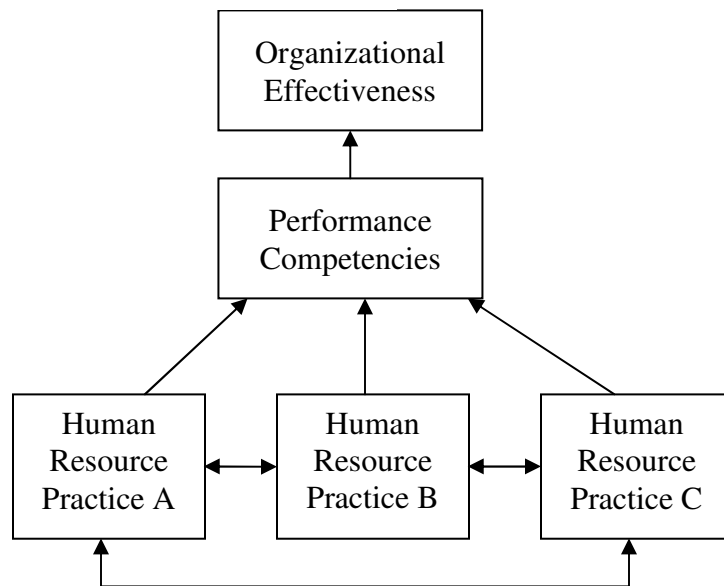 Organizational
Effectiveness
Performance
Competencies
Human
Resource
Practice A
Human
Resource
Practice B
Human
Resource
Practice C